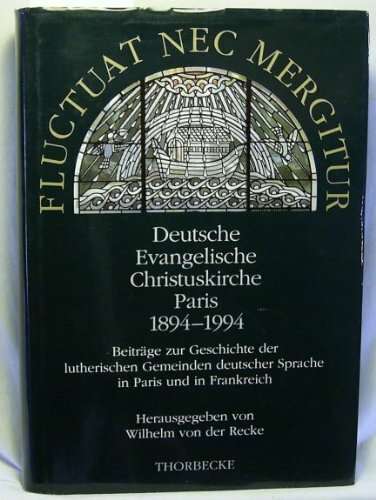 FLUCTUAT NEC MERGITUR
Deutsche
Evangelische
Christuskirche
Paris
1894–1994
Beiträge zur Geschichte der
lutherischen Gemeinden deutscher Sprache
in Paris und in Frankreich
Herausgegeben von
Wilhelm von der Recke
THORBECKE